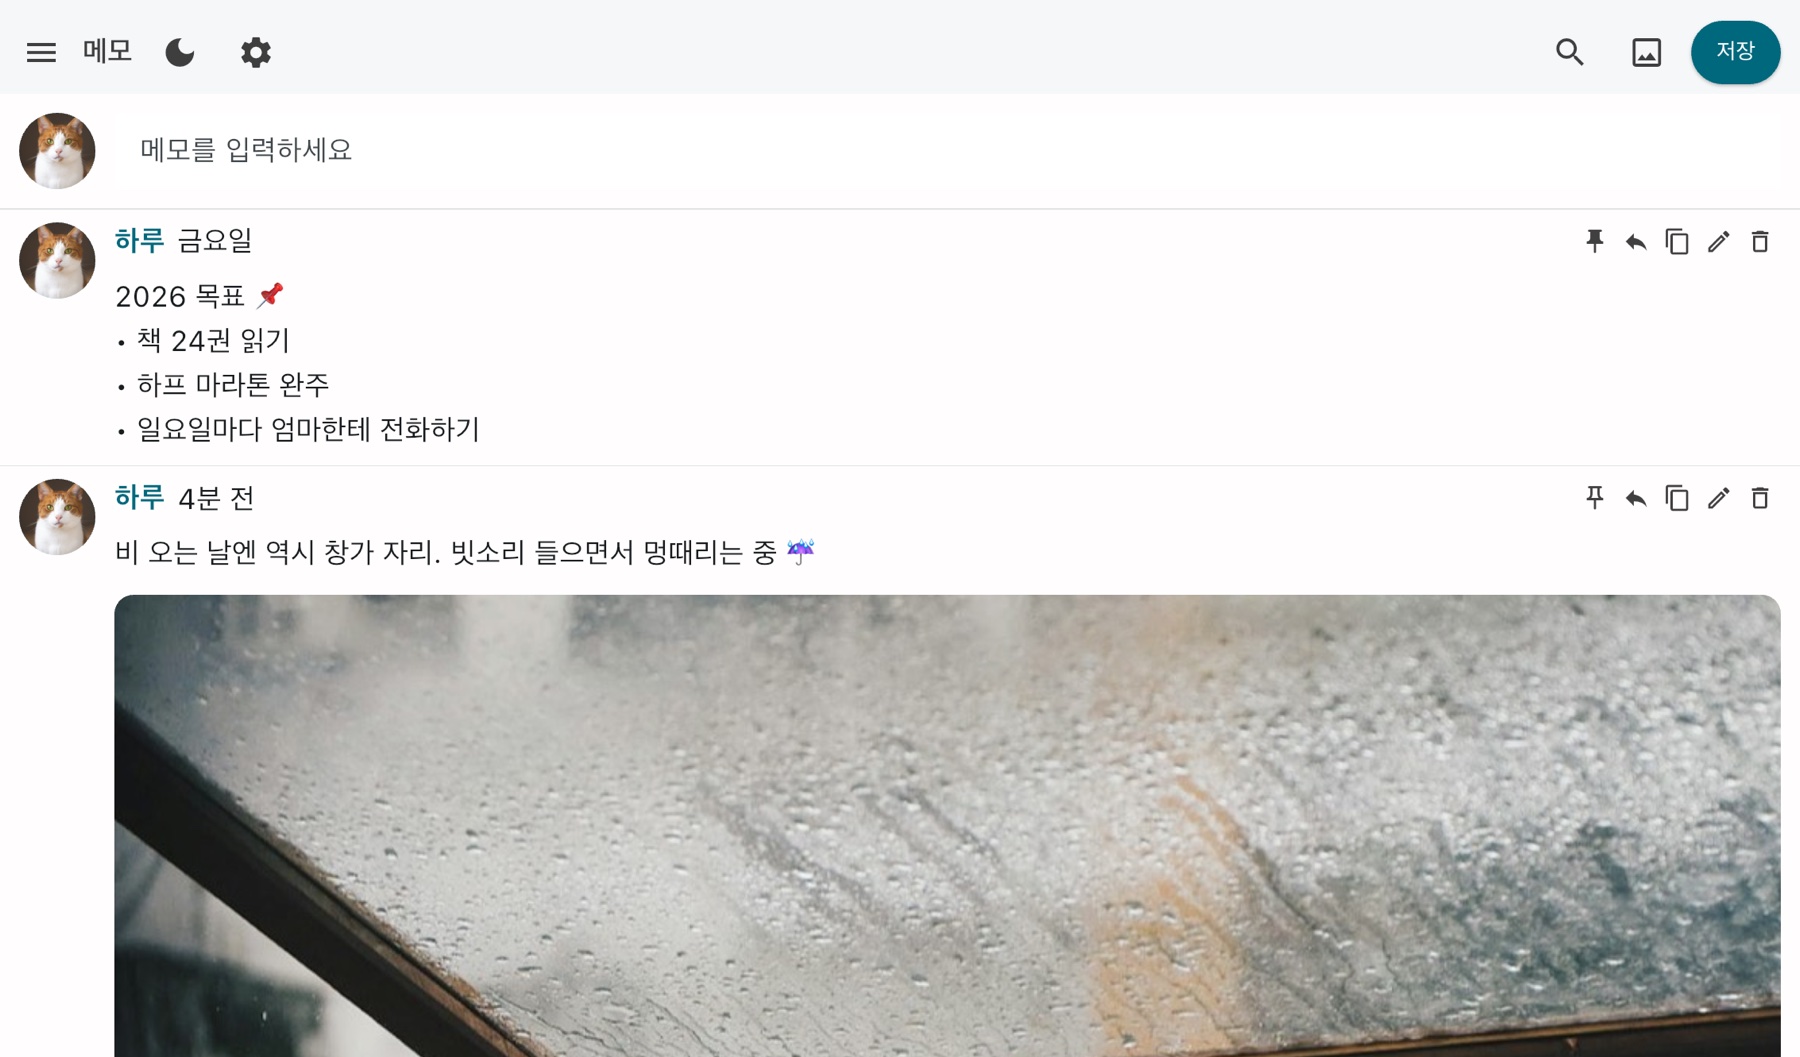 메모
저장
메모를 입력하세요
하루 금요일
2026 목표 📌
• 책 24권 읽기
• 하프 마라톤 완주
• 일요일마다 엄마한테 전화하기
하루 4분 전
비 오는 날엔 역시 창가 자리. 빗소리 들으면서 멍때리는 중 ☔